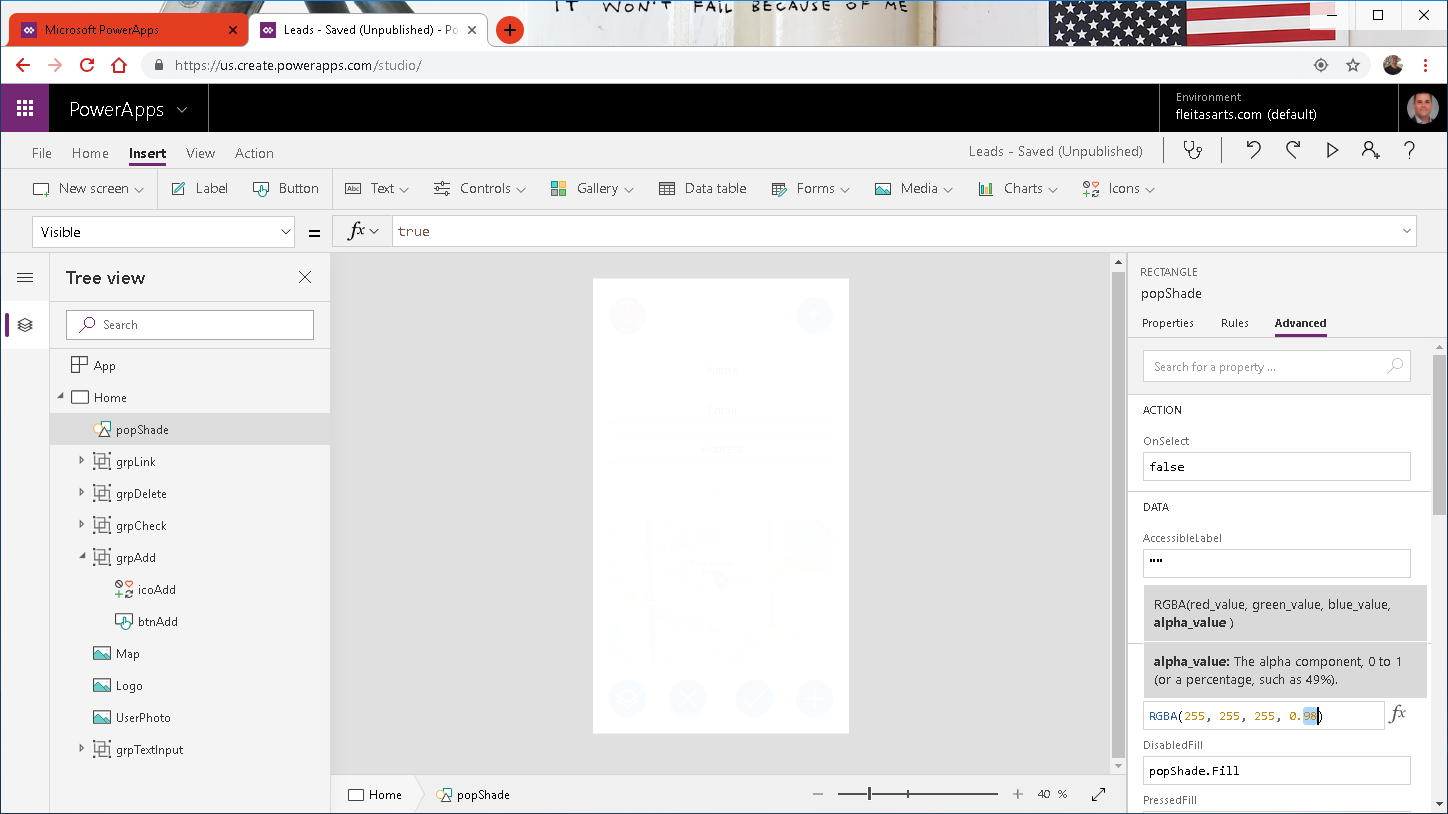 IT WON'T FAIL BECAUSE OF ME
Microsoft PowerApps
Leads - Saved (Unpublished) - Po
https://us.create.powerapps.com/studio/
PowerApps
Environment
fleitasarts.com (default)
File Home Insert View Action
Leads - Saved (Unpublished)
New screen Label Button Text Controls Gallery Data table Forms Media Charts Icons
Visible = fx true
Tree view
Search
App
Home
popShade
grpLink
grpDelete
grpCheck
grpAdd
icoAdd
btnAdd
Map
Logo
UserPhoto
grpTextInput
Home popShade
40 %
RECTANGLE
popShade
Properties Rules Advanced
Search for a property ...
ACTION
OnSelect
false
DATA
AccessibleLabel
""
RGBA(red_value, green_value, blue_value,
alpha_value )
alpha_value: The alpha component, 0 to 1
(or a percentage, such as 49%).
RGBA(255, 255, 255, 0.98) fx
DisabledFill
popShade.Fill
PressedFill